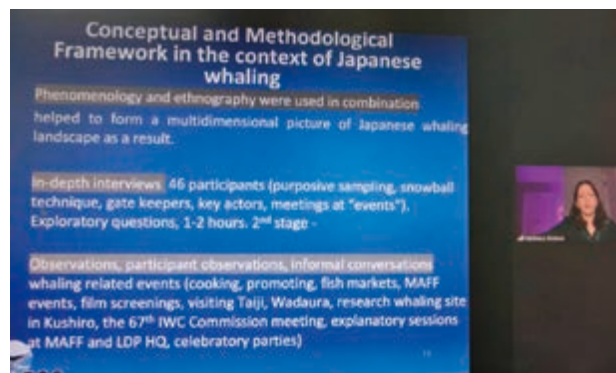 Conceptual and Methodological
Framework in the context of Japanese
whaling
Phenomenology and ethnography were used in combination
helped to form a multidimensional picture of Japanese whaling
landscape as a result.
In-depth interviews 46 participants (purposive sampling, snowball
technique, gate keepers, key actors, meetings at "events").
Exploratory questions, 1-2 hours. 2nd stage -
Observations, participant observations, informal conversations
whaling related events (cooking, promoting, fish markets, MAFF
events, film screenings, visiting Taiji, Wadaura, research whaling site
in Kushiro, the 67th IWC Commission meeting, explanatory sessions
at MAFF and LDP HQ, celebratory parties)